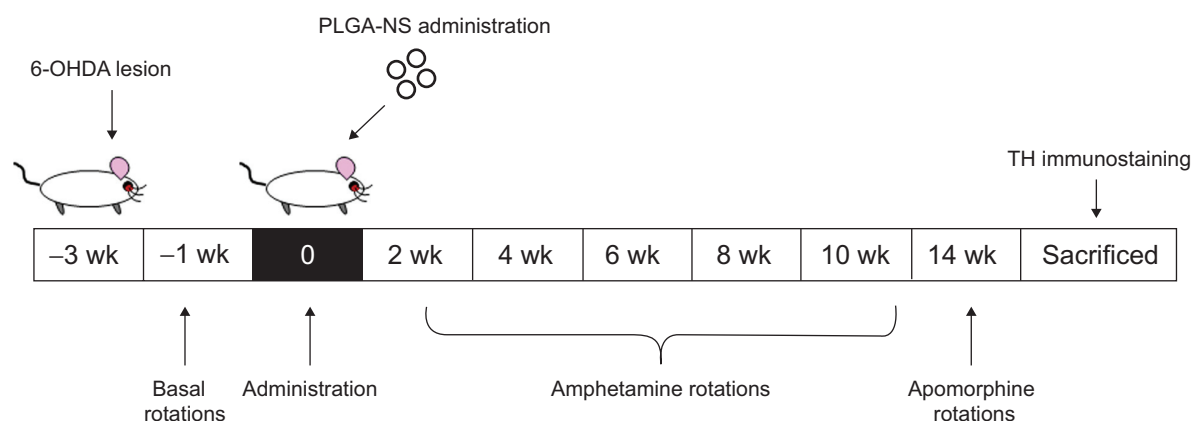 PLGA-NS administration
6-OHDA lesion
TH immunostaining
–3 wk –1 wk 0 2 wk 4 wk 6 wk 8 wk 10 wk 14 wk Sacrificed
Basal
rotations
Administration
Amphetamine rotations
Apomorphine
rotations